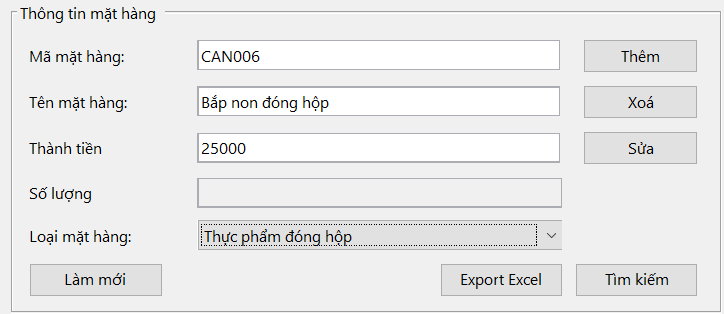 Thông tin mặt hàng
Mã mặt hàng: CAN006 Thêm
Tên mặt hàng: Bắp non đóng hộp Xoá
Thành tiền 25000 Sửa
Số lượng
Loại mặt hàng: Thực phẩm đóng hộp
Làm mới Export Excel Tìm kiếm